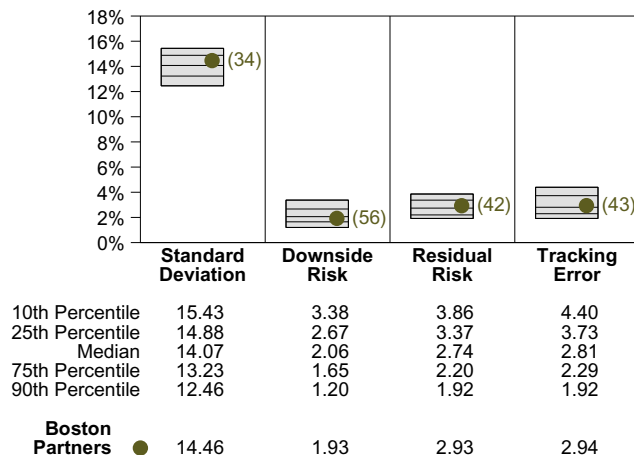 18%
16%
14%
12%
10%
8%
6%
4%
2%
0%
(34)
(56)
(42)
(43)
Standard Deviation
Downside Risk
Residual Risk
Tracking Error
10th Percentile 15.43 3.38 3.86 4.40
25th Percentile 14.88 2.67 3.37 3.73
Median 14.07 2.06 2.74 2.81
75th Percentile 13.23 1.65 2.20 2.29
90th Percentile 12.46 1.20 1.92 1.92
Boston
Partners 14.46 1.93 2.93 2.94